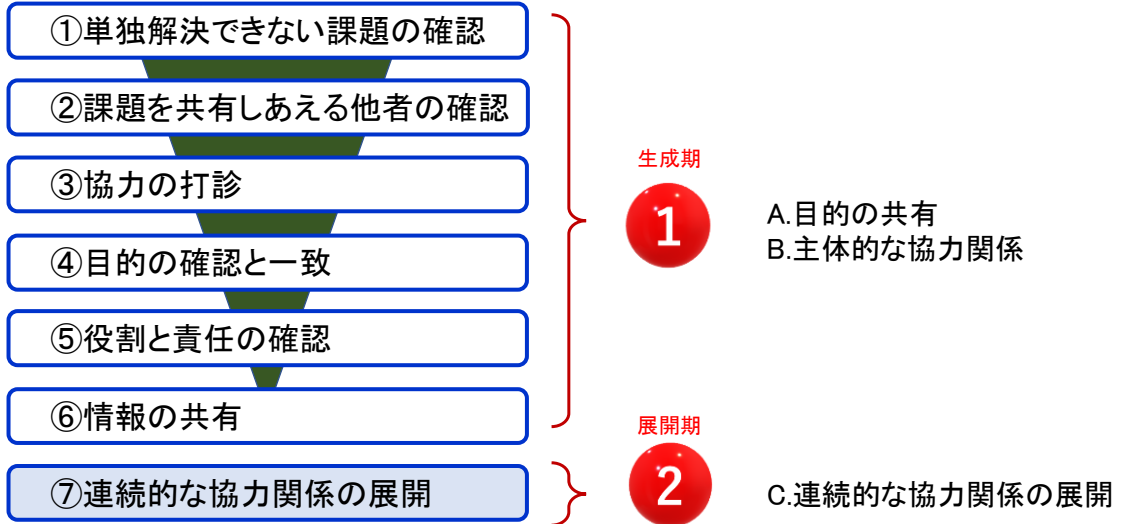 ①単独解決できない課題の確認
②課題を共有しあえる他者の確認
③協力の打診
④目的の確認と一致
⑤役割と責任の確認
⑥情報の共有
⑦連続的な協力関係の展開
生成期
1
A.目的の共有
B.主体的な協力関係
展開期
2
C.連続的な協力関係の展開